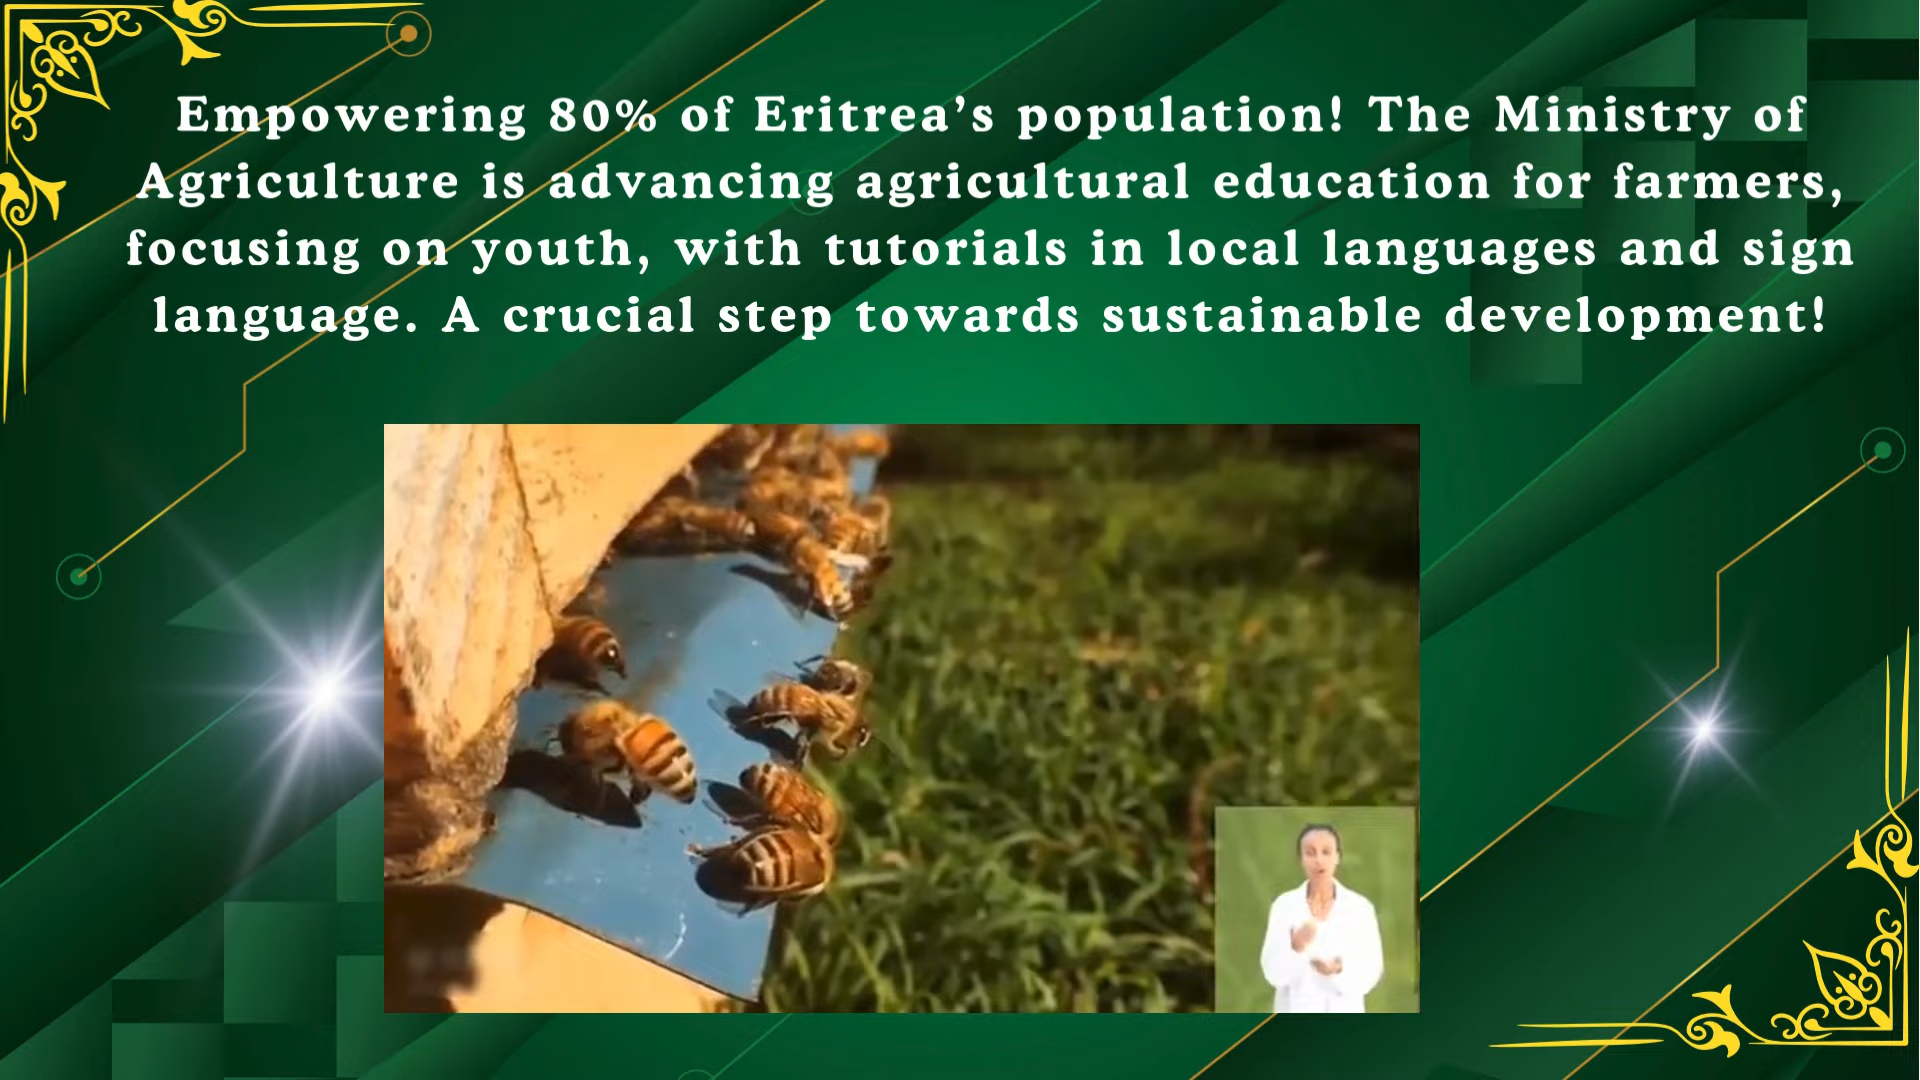 Empowering 80% of Eritrea’s population! The Ministry of
Agriculture is advancing agricultural education for farmers,
focusing on youth, with tutorials in local languages and sign
language. A crucial step towards sustainable development!